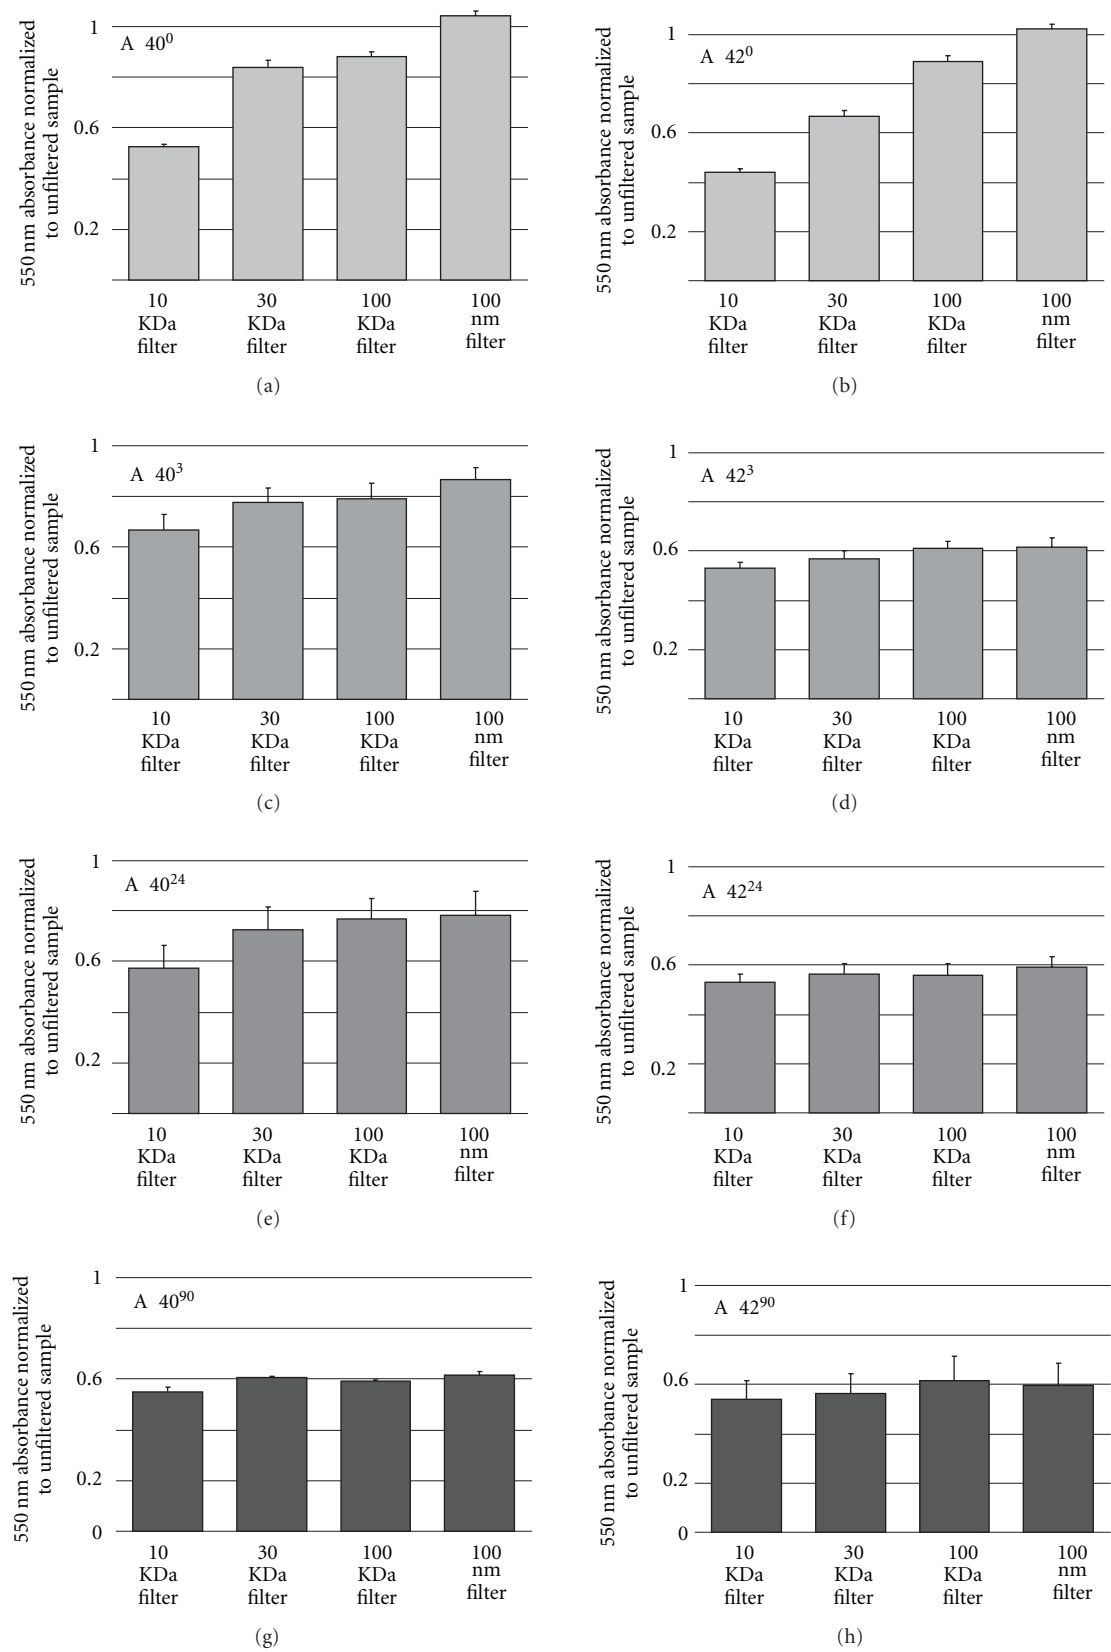 550 nm absorbance normalized
to unfiltered sample
1
0.6
0.2
A 40⁰
10 KDa filter
30 KDa filter
100 KDa filter
100 nm filter
(a)
550 nm absorbance normalized
to unfiltered sample
1
0.6
0.2
A 42⁰
10 KDa filter
30 KDa filter
100 KDa filter
100 nm filter
(b)
550 nm absorbance normalized
to unfiltered sample
1
0.6
0.2
A 40³
10 KDa filter
30 KDa filter
100 KDa filter
100 nm filter
(c)
550 nm absorbance normalized
to unfiltered sample
1
0.6
0.2
A 42³
10 KDa filter
30 KDa filter
100 KDa filter
100 nm filter
(d)
550 nm absorbance normalized
to unfiltered sample
1
0.6
0.2
A 40²⁴
10 KDa filter
30 KDa filter
100 KDa filter
100 nm filter
(e)
550 nm absorbance normalized
to unfiltered sample
1
0.6
0.2
A 42²⁴
10 KDa filter
30 KDa filter
100 KDa filter
100 nm filter
(f)
550 nm absorbance normalized
to unfiltered sample
1
0.6
0.2
0
A 40⁹⁰
10 KDa filter
30 KDa filter
100 KDa filter
100 nm filter
(g)
550 nm absorbance normalized
to unfiltered sample
1
0.6
0.2
0
A 42⁹⁰
10 KDa filter
30 KDa filter
100 KDa filter
100 nm filter
(h)